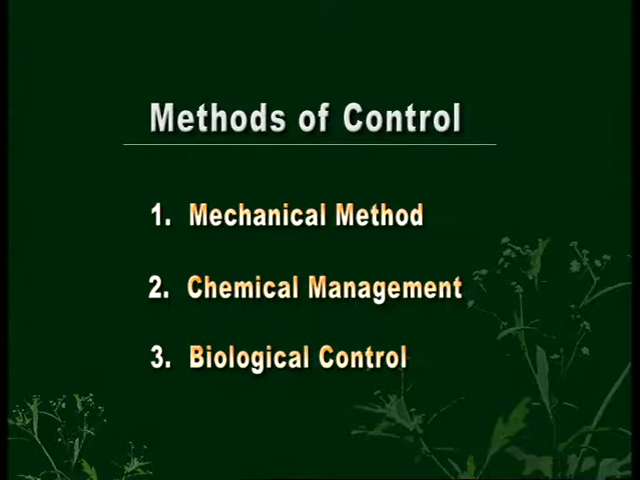 Methods of Control
1. Mechanical Method
2. Chemical Management
3. Biological Control